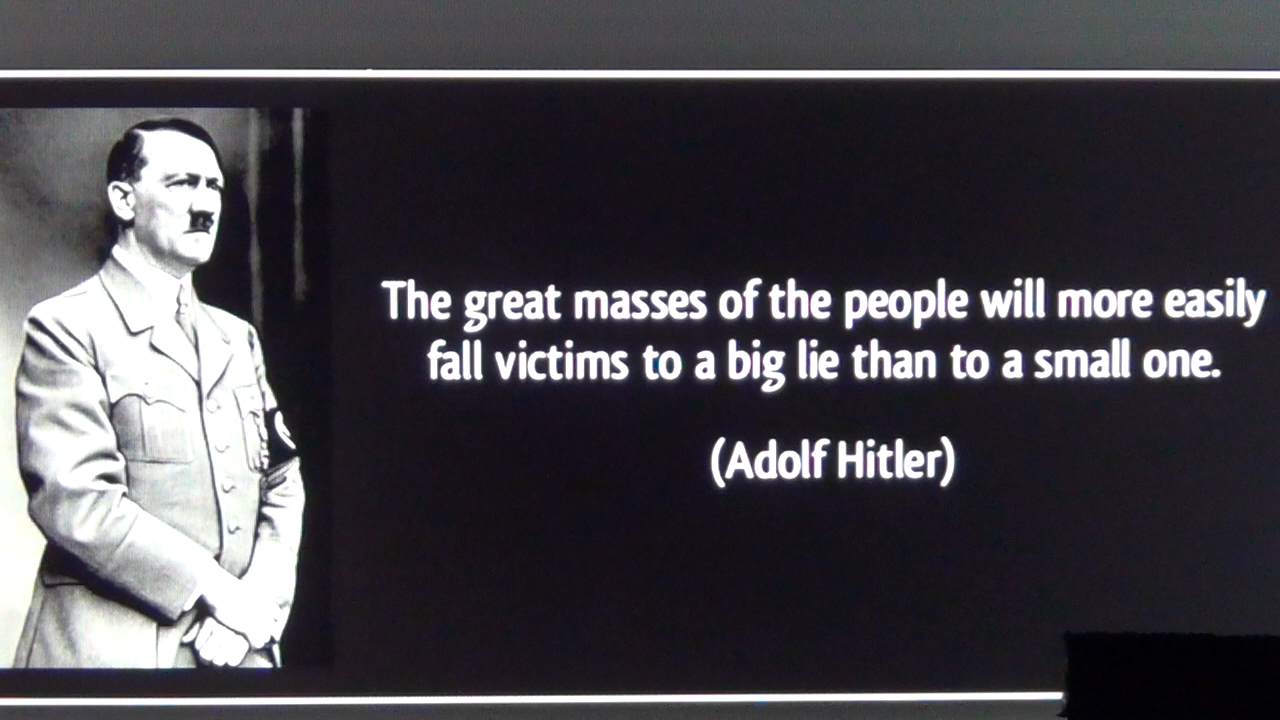 The great masses of the people will more easily
fall victims to a big lie than to a small one.
(Adolf Hitler)